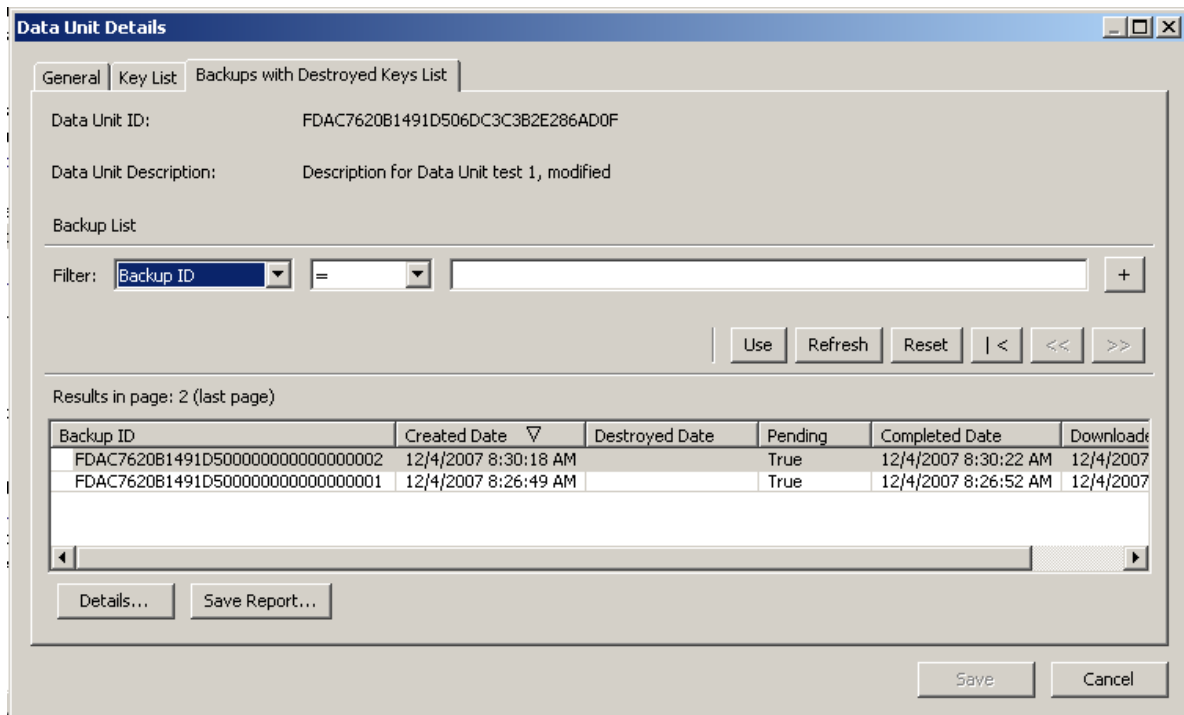 Data Unit Details
General Key List Backups with Destroyed Keys List
Data Unit ID: FDAC7620B1491D506DC3C3B2E286AD0F
Data Unit Description: Description for Data Unit test 1, modified
Backup List
Filter: Backup ID = +
Use Refresh Reset |< << >>
Results in page: 2 (last page)
Backup ID Created Date Destroyed Date Pending Completed Date Downloade
FDAC7620B1491D500000000000000002 12/4/2007 8:30:18 AM True 12/4/2007 8:30:22 AM 12/4/2007
FDAC7620B1491D500000000000000001 12/4/2007 8:26:49 AM True 12/4/2007 8:26:52 AM 12/4/2007
Details... Save Report...
Save Cancel